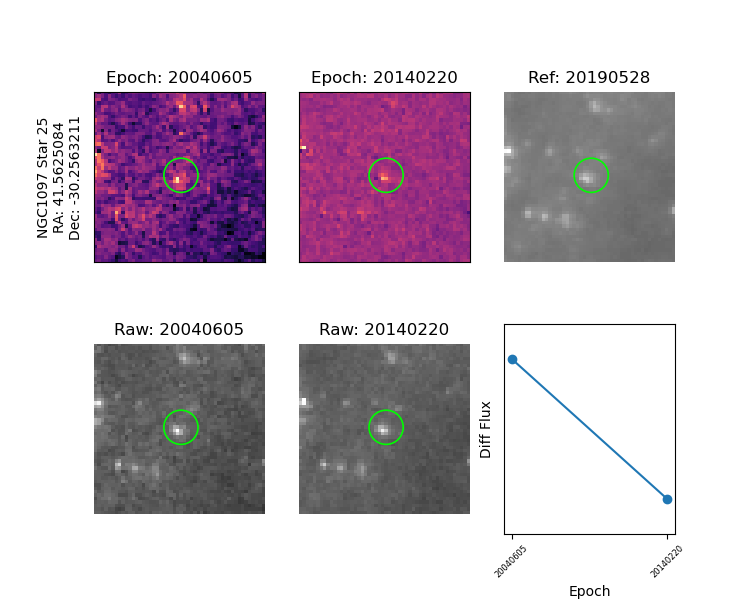 Epoch: 20040605
Epoch: 20140220
Ref: 20190528
NGC1097 Star 25
RA: 41.5625084
Dec: -30.2563211
Raw: 20040605
Raw: 20140220
Diff Flux
20040605
20140220
Epoch